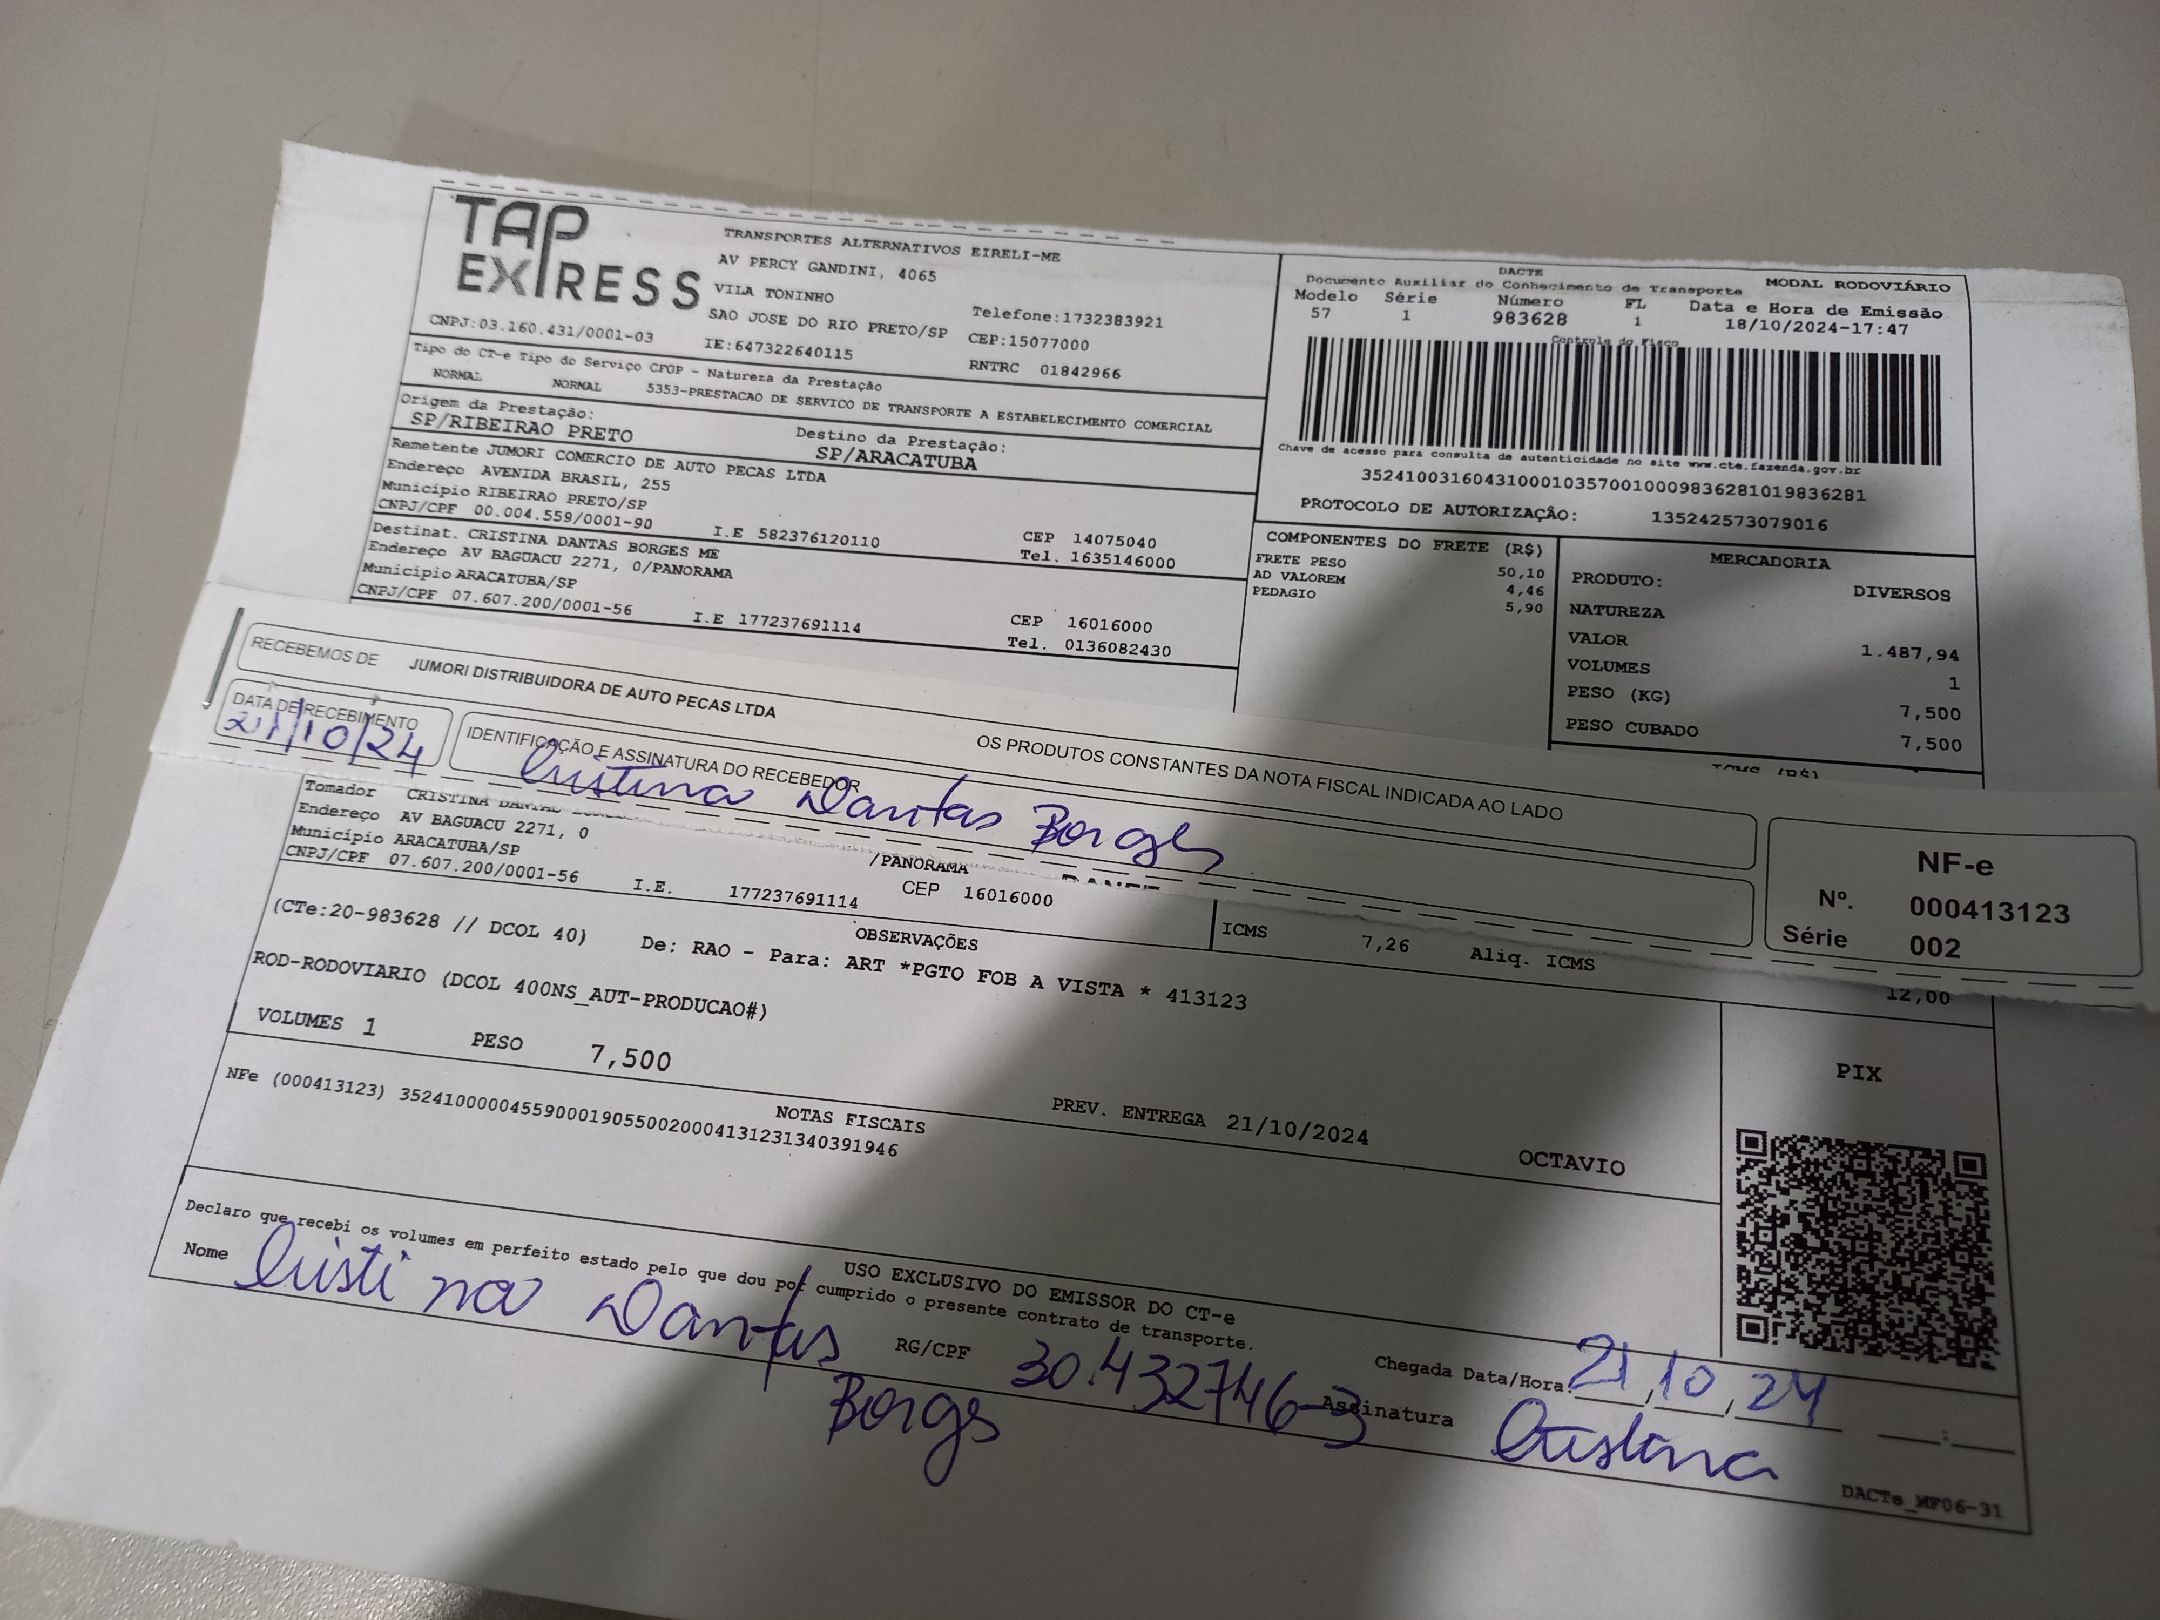 TAP EXPRESS
TRANSPORTES ALTERNATIVOS EIRELI-ME
AV PERCY GANDINI, 4065
VILA TONINHO
SAO JOSE DO RIO PRETO/SP
Telefone:1732383921
CEP:15077000
CNPJ:03.160.431/0001-03 IE:647322640115 RNTRC 01842966
DACTE MODAL RODOVIÁRIO
Documento Auxiliar do Conhecimento de Transporte
Modelo Série Número FL Data e Hora de Emissão
57 1 983628 1 18/10/2024-17:47
Controle do Fisco
Tipo do CT-e Tipo do Serviço CFOP - Natureza da Prestação
NORMAL NORMAL 5353-PRESTACAO DE SERVICO DE TRANSPORTE A ESTABELECIMENTO COMERCIAL
Origem da Prestação: Destino da Prestação:
SP/RIBEIRAO PRETO SP/ARACATUBA
Chave de acesso para consulta de autenticidade no site www.cte.fazenda.gov.br
35241003160431000103570010009836281019836281
PROTOCOLO DE AUTORIZAÇÃO: 135242573079016
Remetente JUMORI COMERCIO DE AUTO PECAS LTDA
Endereço AVENIDA BRASIL, 255
Município RIBEIRAO PRETO/SP CEP 14075040
CNPJ/CPF 00.004.559/0001-90 I.E 582376120110 Tel. 1635146000
Destinat. CRISTINA DANTAS BORGES ME
Endereço AV BAGUACU 2271, 0/PANORAMA
Município ARACATUBA/SP CEP 16016000
CNPJ/CPF 07.607.200/0001-56 I.E 177237691114 Tel. 0136082430
COMPONENTES DO FRETE (R$)
FRETE PESO 50,10
AD VALOREM 4,46
PEDAGIO 5,90
MERCADORIA
PRODUTO: DIVERSOS
NATUREZA
VALOR 1.487,94
VOLUMES 1
PESO (KG) 7,500
PESO CUBADO 7,500
ICMS (R$)
RECEBEMOS DE JUMORI DISTRIBUIDORA DE AUTO PECAS LTDA OS PRODUTOS CONSTANTES DA NOTA FISCAL INDICADA AO LADO
DATA DE RECEBIMENTO IDENTIFICAÇÃO E ASSINATURA DO RECEBEDOR
21/10/24 Cristina Dantas Borges
NF-e
Nº. 000413123
Série 002
Tomador CRISTINA DANTAS
Endereço AV BAGUACU 2271, 0 /PANORAMA
Município ARACATUBA/SP CEP 16016000
CNPJ/CPF 07.607.200/0001-56 I.E. 177237691114
ICMS 7,26 Aliq. ICMS 12,00
OBSERVAÇÕES
(CTe:20-983628 // DCOL 40) De: RAO - Para: ART *PGTO FOB A VISTA * 413123
ROD-RODOVIARIO (DCOL 400NS_AUT-PRODUCAO#)
VOLUMES 1 PESO 7,500 PREV. ENTREGA 21/10/2024 OCTAVIO
PIX
NOTAS FISCAIS
NFe (000413123) 35241000004559000190550020004131231340391946
USO EXCLUSIVO DO EMISSOR DO CT-e
Declaro que recebi os volumes em perfeito estado pelo que dou por cumprido o presente contrato de transporte.
Nome Cristina Dantas Borges RG/CPF 30.432746-3
Chegada Data/Hora: 21,10,24
Assinatura Cristina
DACTe_MF06-31